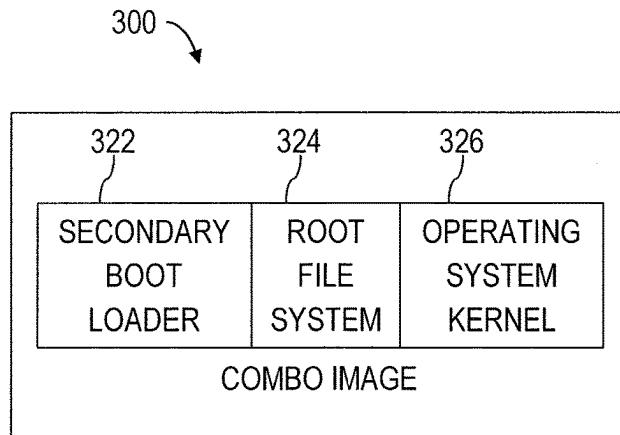 300
322 324 326
SECONDARY ROOT OPERATING
BOOT FILE SYSTEM
LOADER SYSTEM KERNEL
COMBO IMAGE